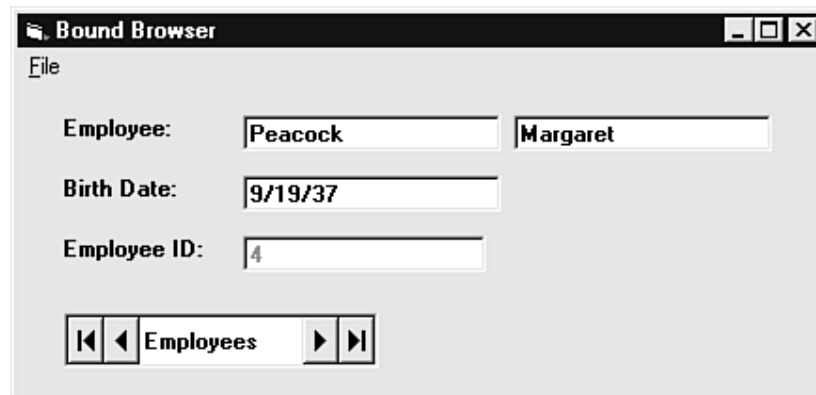 Bound Browser
File
Employee: Peacock Margaret
Birth Date: 9/19/37
Employee ID: 4
Employees